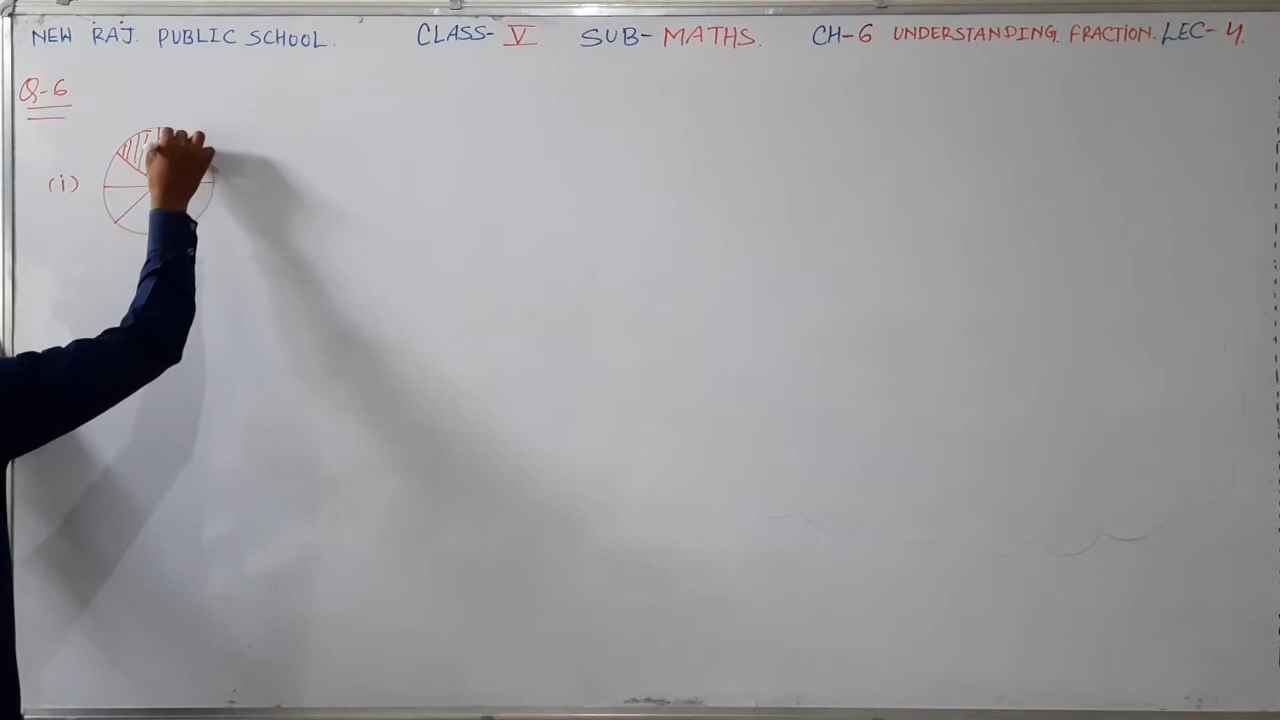 NEW RAJ. PUBLIC SCHOOL. CLASS- V SUB- MATHS. CH-6 UNDERSTANDING. FRACTION. LEC- 4.
Q-6
(i)